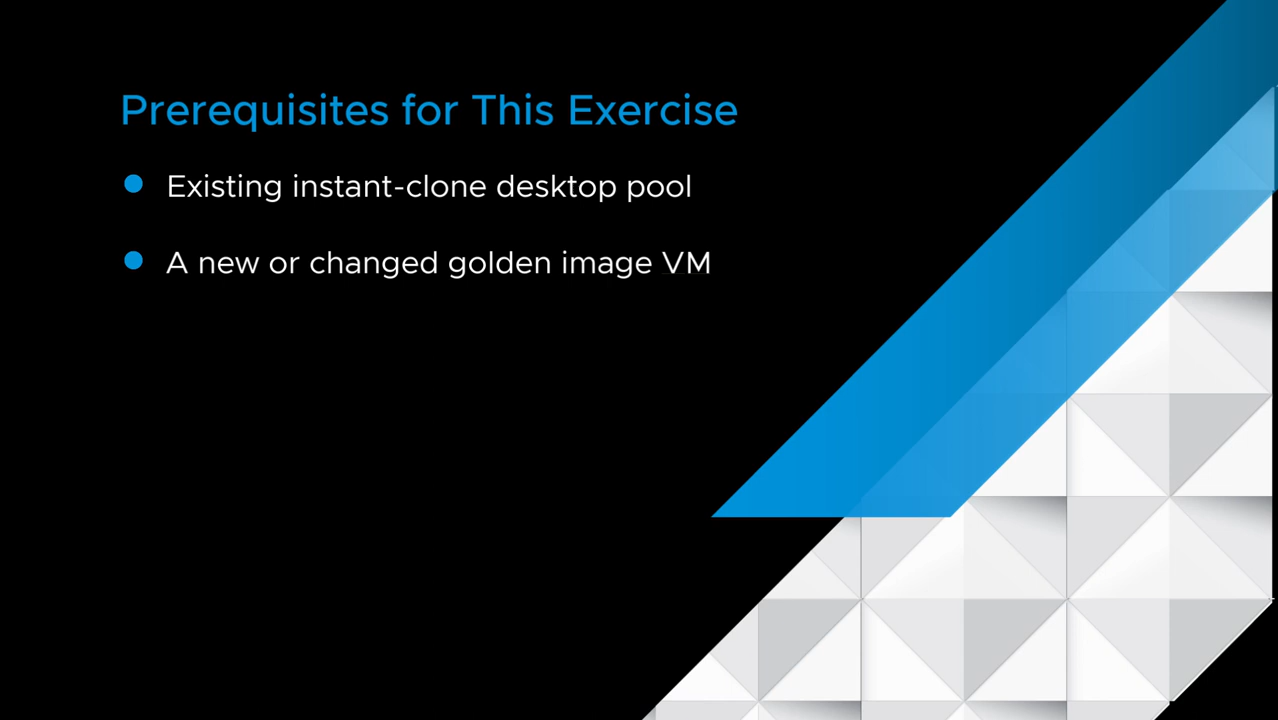 Prerequisites for This Exercise
Existing instant-clone desktop pool
A new or changed golden image VM